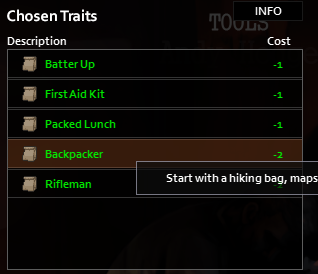 TOOLS
INFO
Chosen Traits
Description Cost
Batter Up -1
First Aid Kit -1
Packed Lunch -1
Backpacker -2
Start with a hiking bag, maps
Rifleman